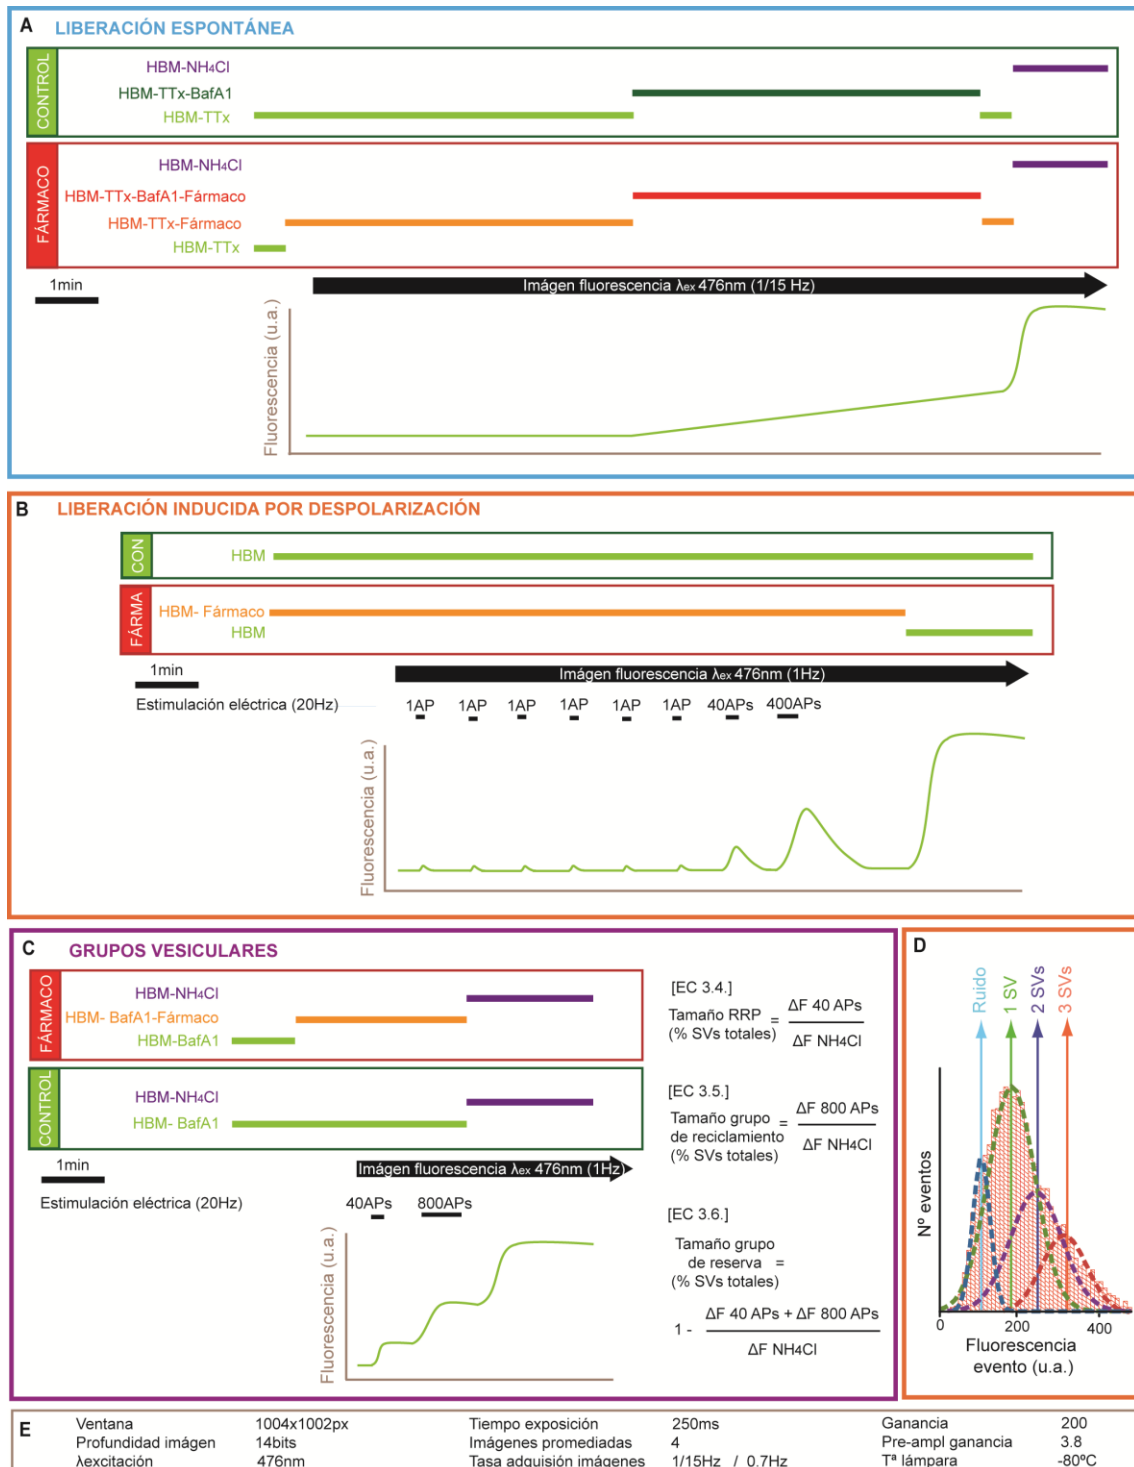 A LIBERACIÓN ESPONTÁNEA
CONTROL
HBM-NH4Cl
HBM-TTx-BafA1
HBM-TTx
FÁRMACO
HBM-NH4Cl
HBM-TTx-BafA1-Fármaco
HBM-TTx-Fármaco
HBM-TTx
1min
Imágen fluorescencia λex 476nm (1/15 Hz)
Fluorescencia (u.a.)
B LIBERACIÓN INDUCIDA POR DESPOLARIZACIÓN
CON
HBM
FÁRMA
HBM- Fármaco
HBM
1min
Imágen fluorescencia λex 476nm (1Hz)
Estimulación eléctrica (20Hz)
1AP 1AP 1AP 1AP 1AP 1AP 40APs 400APs
Fluorescencia (u.a.)
C GRUPOS VESICULARES
FÁRMACO
HBM-NH4Cl
HBM- BafA1-Fármaco
HBM-BafA1
CONTROL
HBM-NH4Cl
HBM- BafA1
1min
Imágen fluorescencia λex 476nm (1Hz)
Estimulación eléctrica (20Hz)
40APs 800APs
Fluorescencia (u.a.)
[EC 3.4.]
Tamaño RRP
(% SVs totales)
=
ΔF 40 APs
ΔF NH4Cl
[EC 3.5.]
Tamaño grupo
de reciclamiento
(% SVs totales)
=
ΔF 800 APs
ΔF NH4Cl
[EC 3.6.]
Tamaño grupo
de reserva =
(% SVs totales)
1 -
ΔF 40 APs + ΔF 800 APs
ΔF NH4Cl
D
Ruido
1 SV
2 SVs
3 SVs
Nº eventos
0 200 400
Fluorescencia
evento (u.a.)
E
Ventana 1004x1002px Tiempo exposición 250ms Ganancia 200
Profundidad imágen 14bits Imágenes promediadas 4 Pre-ampl ganancia 3.8
λexcitación 476nm Tasa adquisión imágenes 1/15Hz / 0.7Hz Tª lámpara -80ºC